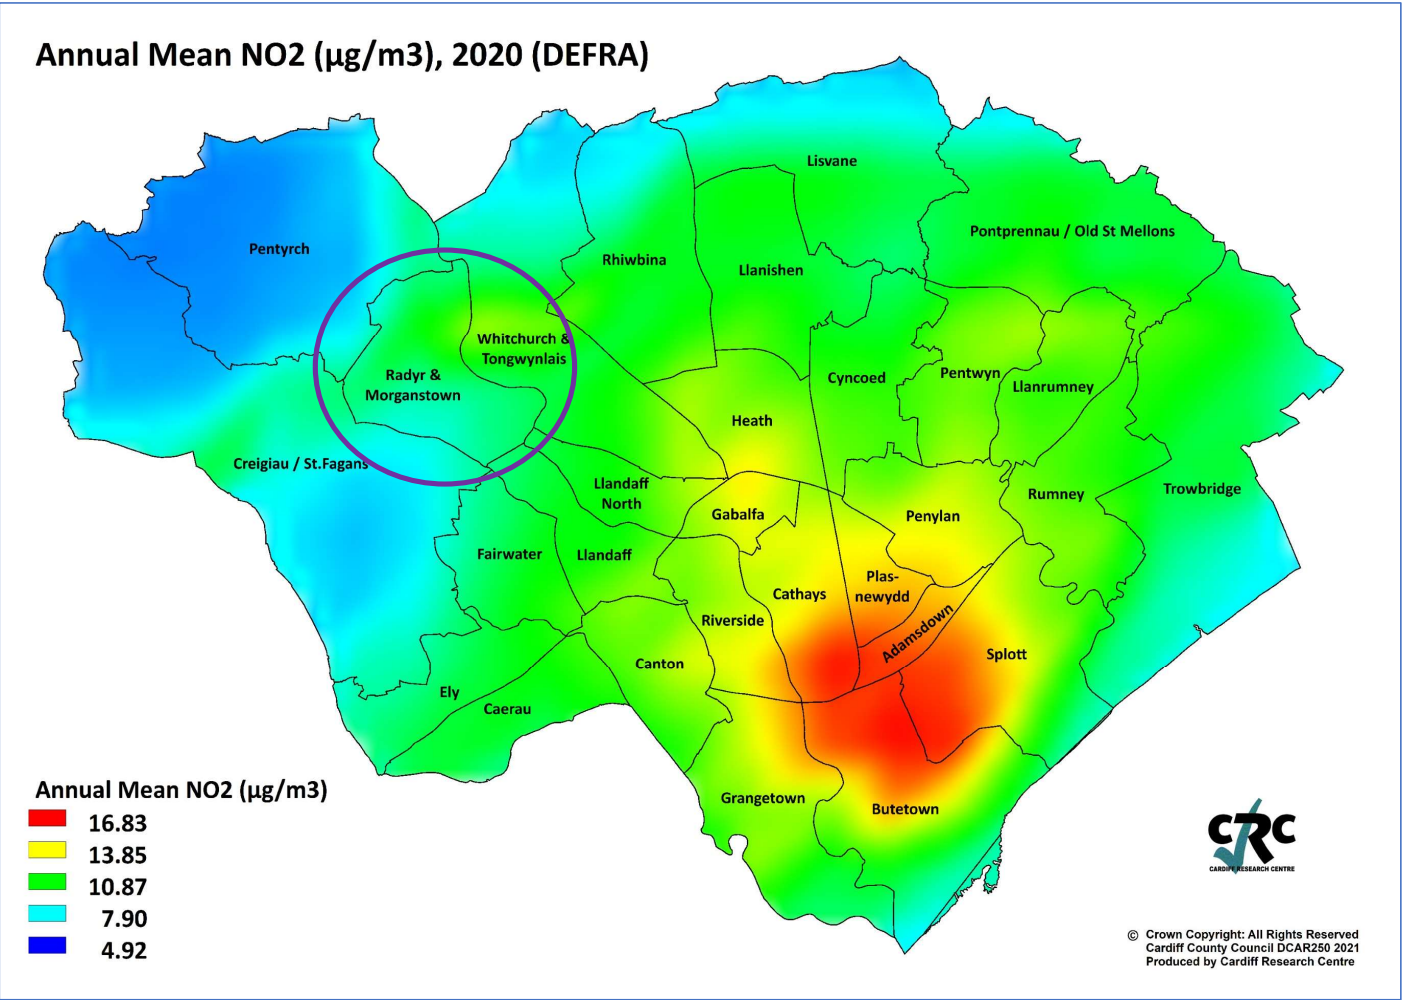 Annual Mean NO2 (µg/m3), 2020 (DEFRA)
Lisvane
Pontprennau / Old St Mellons
Pentyrch
Rhiwbina
Llanishen
Whitchurch &
Tongwynlais
Radyr &
Morganstown
Cyncoed
Pentwyn
Llanrumney
Heath
Creigiau / St.Fagans
Llandaff
North
Gabalfa
Penylan
Rumney
Trowbridge
Fairwater
Llandaff
Plas-
newydd
Cathays
Riverside
Adamsdown
Splott
Canton
Ely
Caerau
Grangetown
Butetown
Annual Mean NO2 (µg/m3)
16.83
13.85
10.87
7.90
4.92
CRC
CARDIFF RESEARCH CENTRE
© Crown Copyright: All Rights Reserved
Cardiff County Council DCAR250 2021
Produced by Cardiff Research Centre